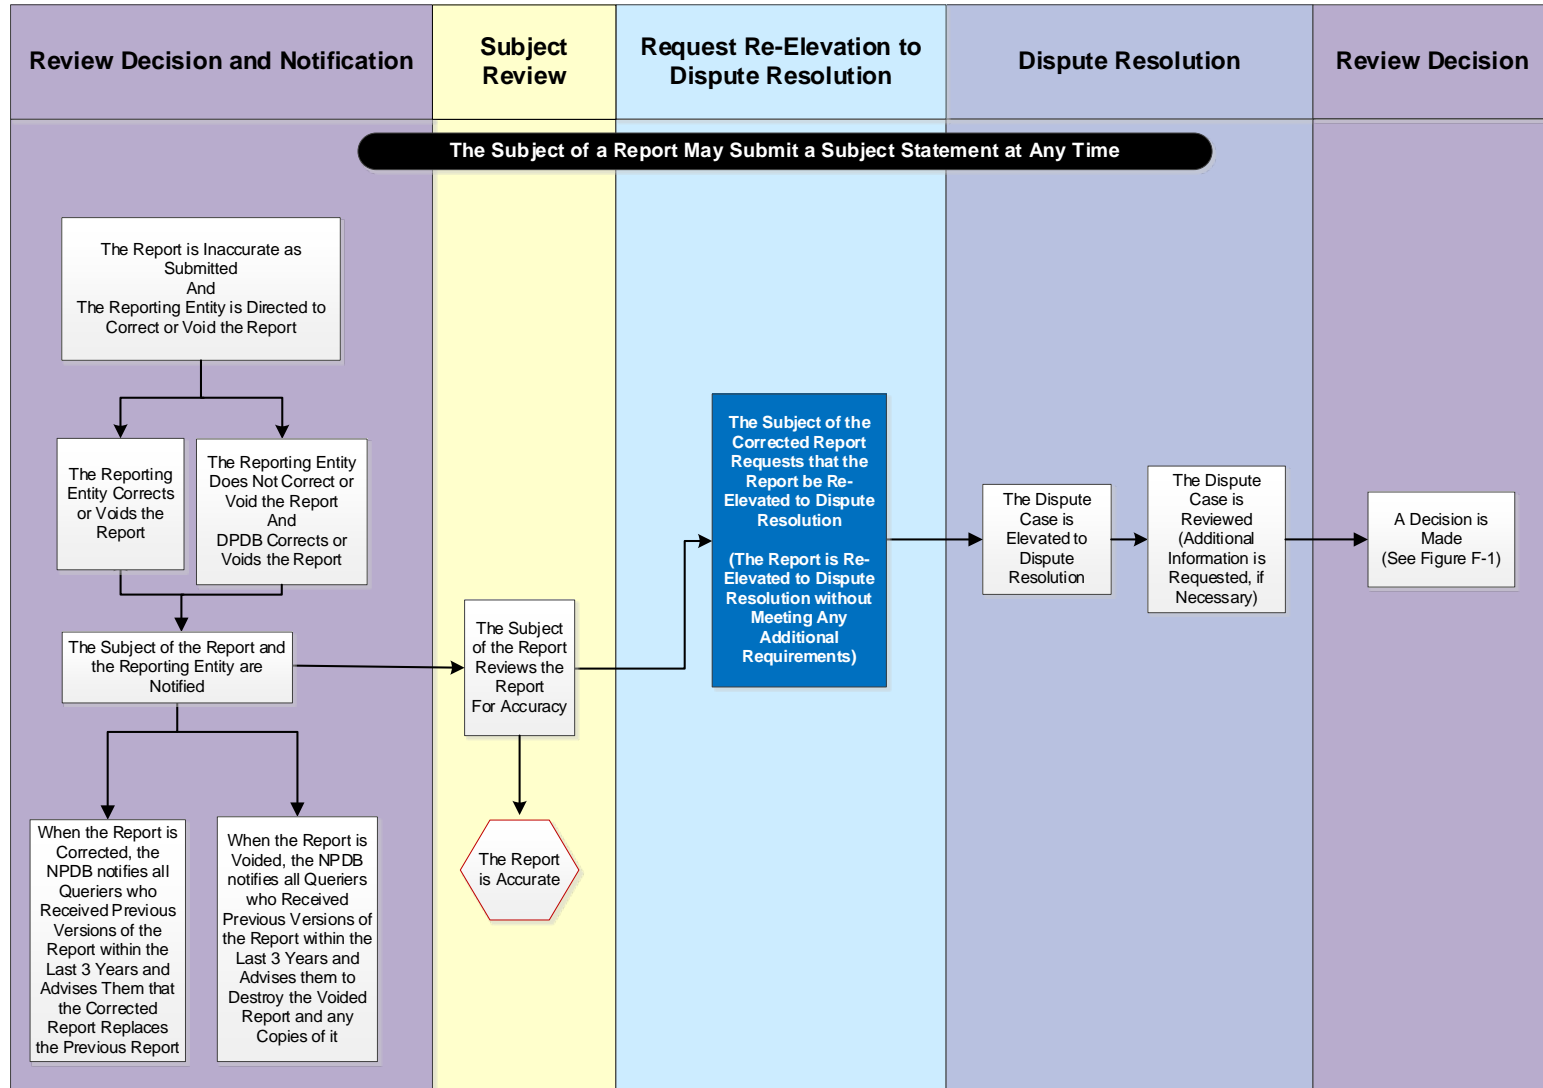 Review Decision and Notification
Subject
Review
Request Re-Elevation to
Dispute Resolution
Dispute Resolution
Review Decision
The Subject of a Report May Submit a Subject Statement at Any Time
The Report is Inaccurate as
Submitted
And
The Reporting Entity is Directed to
Correct or Void the Report
The Reporting
Entity Corrects
or Voids the
Report
The Reporting Entity
Does Not Correct or
Void the Report
And
DPDB Corrects or
Voids the Report
The Subject of the Report and
the Reporting Entity are
Notified
When the Report is
Corrected, the
NPDB notifies all
Queriers who
Received Previous
Versions of the
Report within the
Last 3 Years and
Advises Them that
the Corrected
Report Replaces
the Previous Report
When the Report is
Voided, the NPDB
notifies all Queriers
who Received
Previous Versions of
the Report within the
Last 3 Years and
Advises them to
Destroy the Voided
Report and any
Copies of it
The Subject
of the Report
Reviews the
Report
For Accuracy
The Report
is Accurate
The Subject of the
Corrected Report
Requests that the
Report be Re-
Elevated to Dispute
Resolution
(The Report is Re-
Elevated to Dispute
Resolution without
Meeting Any
Additional
Requirements)
The Dispute
Case is
Elevated to
Dispute
Resolution
The Dispute
Case is
Reviewed
(Additional
Information is
Requested, if
Necessary)
A Decision is
Made
(See Figure F-1)